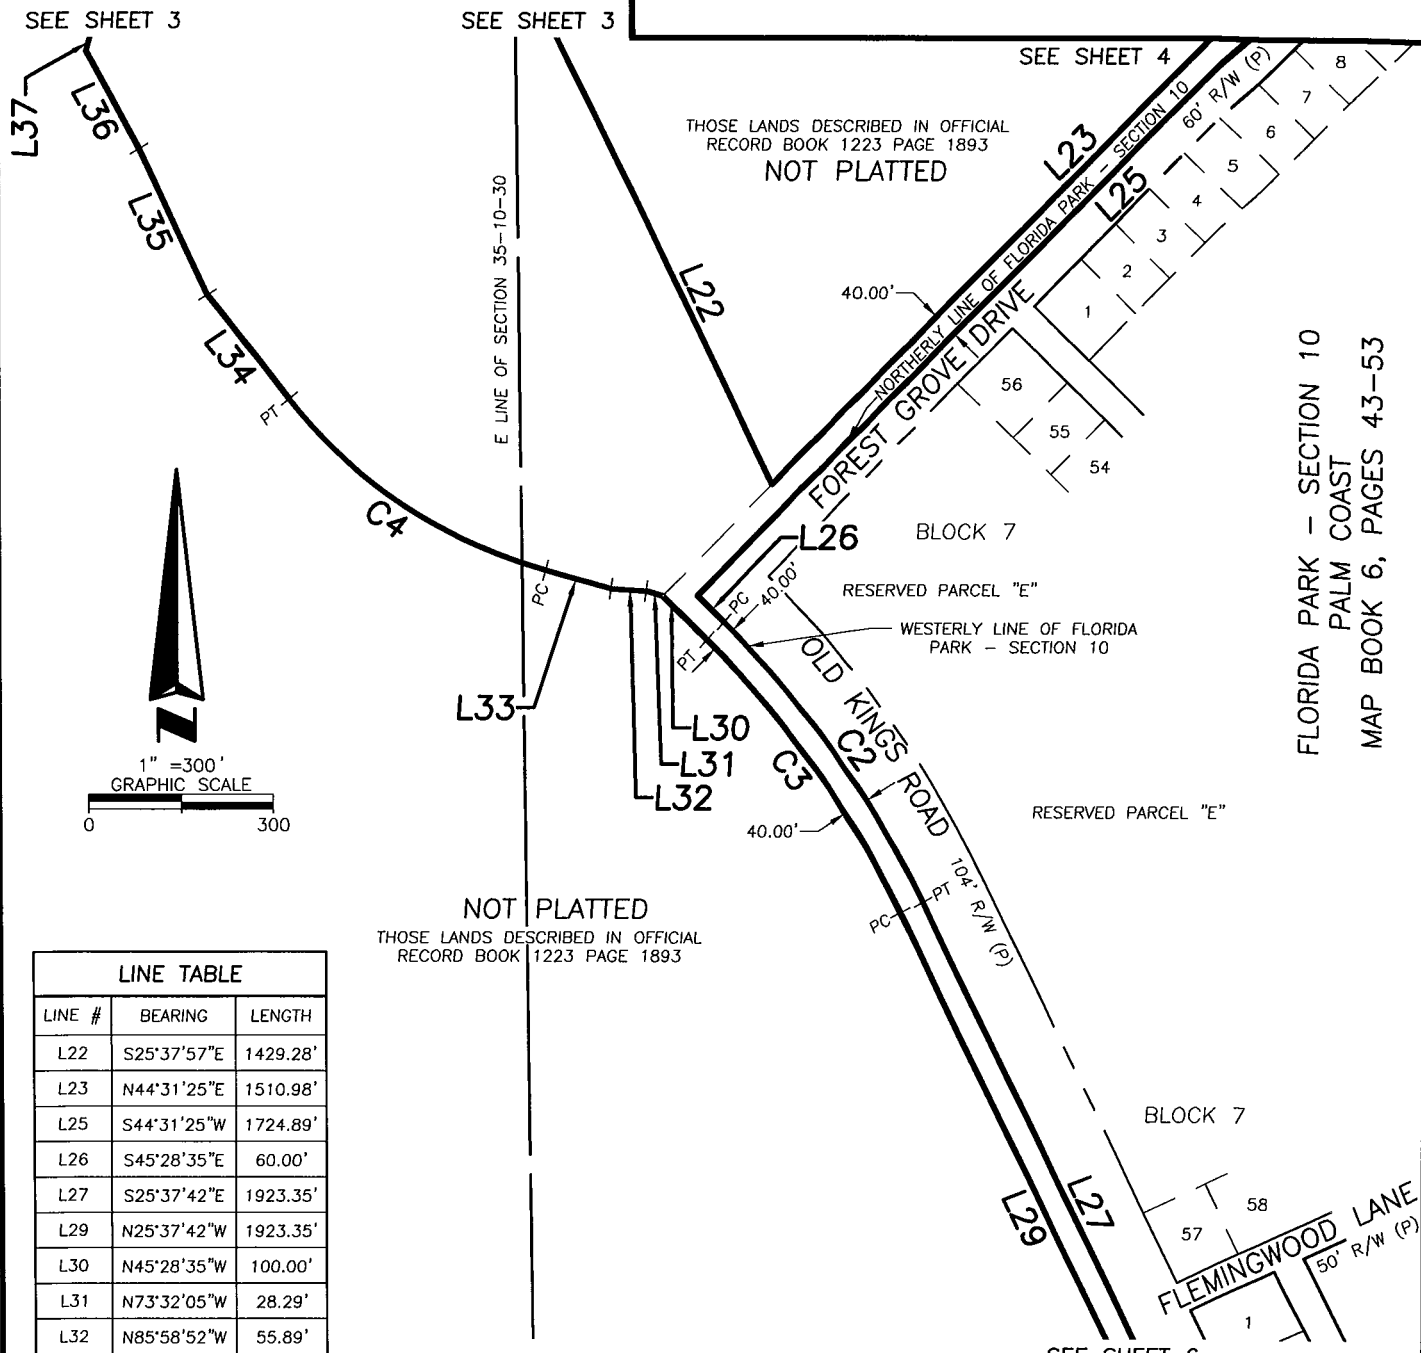 SEE SHEET 3
SEE SHEET 3
SEE SHEET 4
L37
L36
L35
L34
PT
C4
E LINE OF SECTION 35-10-30
L22
THOSE LANDS DESCRIBED IN OFFICIAL
RECORD BOOK 1223 PAGE 1893
NOT PLATTED
L23
NORTHERLY LINE OF FLORIDA PARK - SECTION 10
L25
60' R/W (P)
8
7
6
5
4
3
2
1
40.00'
FOREST GROVE DRIVE
56
55
54
FLORIDA PARK - SECTION 10
PALM COAST
MAP BOOK 6, PAGES 43-53
L26
BLOCK 7
PC
40.00'
RESERVED PARCEL "E"
WESTERLY LINE OF FLORIDA
PARK - SECTION 10
PC
PT
OLD KINGS ROAD
104' R/W (P)
L33
L30
L31
L32
C3
C2
40.00'
RESERVED PARCEL "E"
N
1" =300'
GRAPHIC SCALE
0
300
PC
PT
NOT PLATTED
THOSE LANDS DESCRIBED IN OFFICIAL
RECORD BOOK 1223 PAGE 1893
BLOCK 7
L29
L27
57
58
FLEMINGWOOD LANE
50' R/W (P)
1
SEE SHEET 6
LINE TABLE
LINE # BEARING LENGTH
L22 S25°37'57"E 1429.28'
L23 N44°31'25"E 1510.98'
L25 S44°31'25"W 1724.89'
L26 S45°28'35"E 60.00'
L27 S25°37'42"E 1923.35'
L29 N25°37'42"W 1923.35'
L30 N45°28'35"W 100.00'
L31 N73°32'05"W 28.29'
L32 N85°58'52"W 55.89'